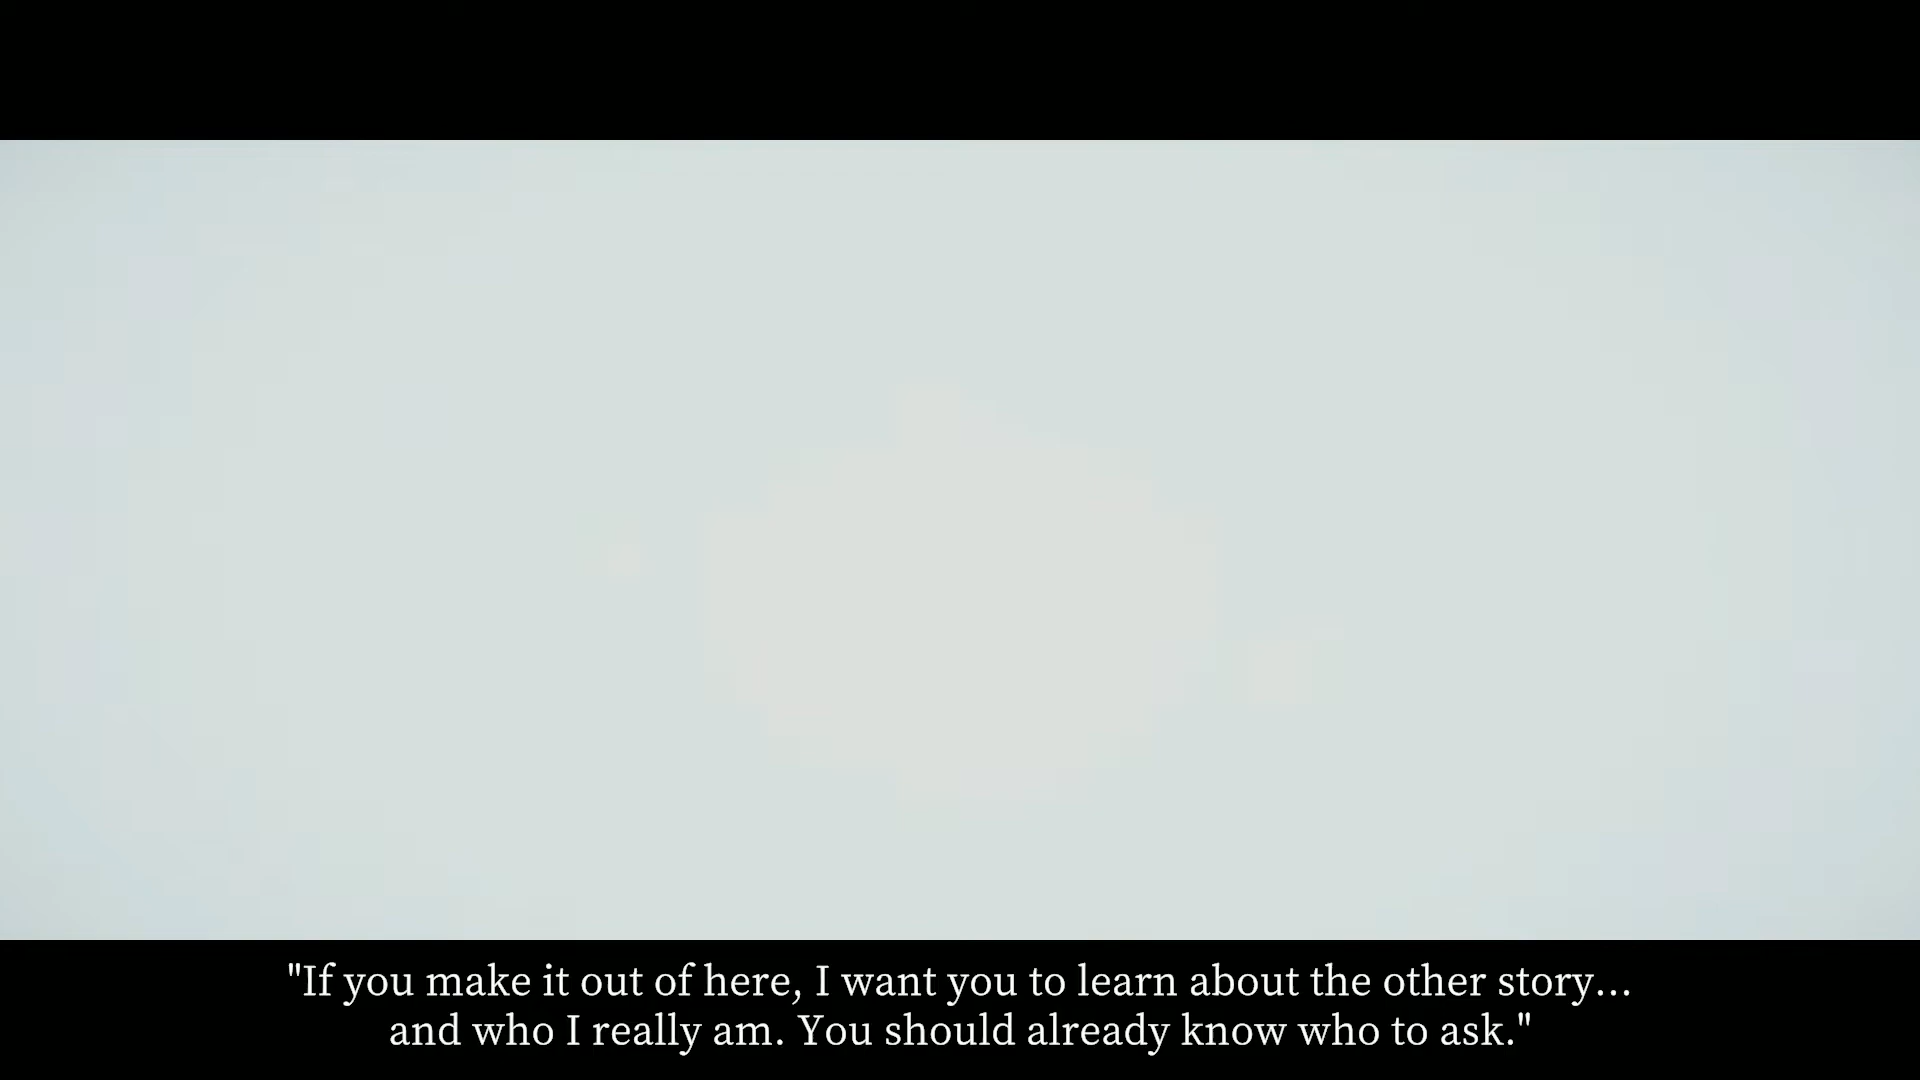 "If you make it out of here, I want you to learn about the other story...
and who I really am. You should already know who to ask."